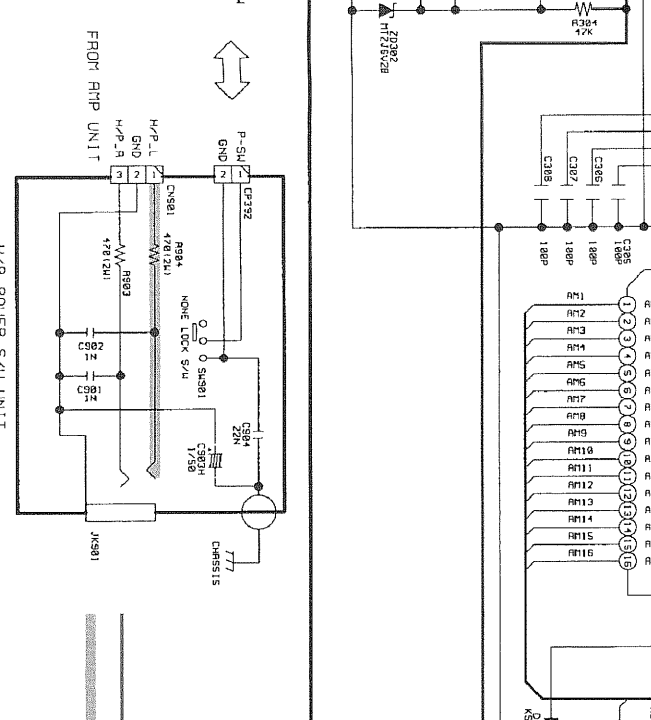 R304
47K
ZD302
MTZJ6V2B
FROM AMP UNIT
H/P_R
GND
H/P_L
3 2 1
CN901
GND
P-SW
2 1
CP392
R904
470(2W)
R903
470(2W)
NONE LOCK S/W
SW901
C902
1N
C901
1N
C904
22N
C903H
1/50
JK901
CHASSIS
H/P POWER S/W UNIT
C308
C307
C306
C305
100P
100P
100P
100P
AM1
AM2
AM3
AM4
AM5
AM6
AM7
AM8
AM9
AM10
AM11
AM12
AM13
AM14
AM15
AM16
1
2
3
4
5
6
7
8
9
10
11
12
13
14
15
16